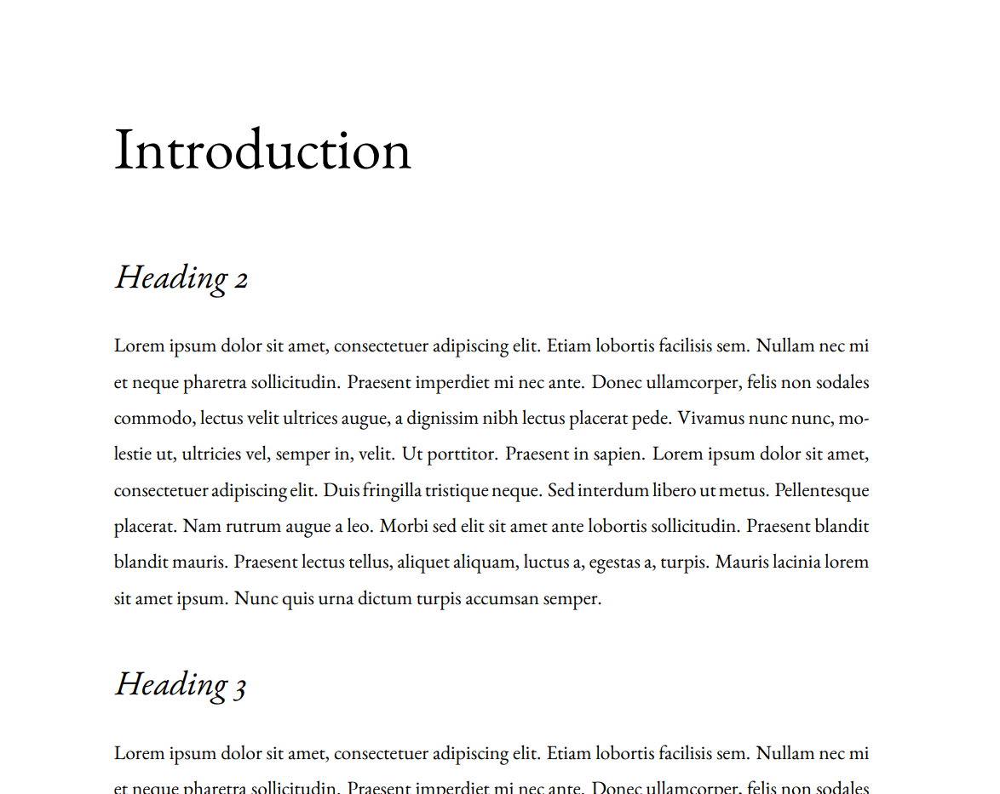 Introduction
Heading 2
Lorem ipsum dolor sit amet, consectetuer adipiscing elit. Etiam lobortis facilisis sem. Nullam nec mi
et neque pharetra sollicitudin. Praesent imperdiet mi nec ante. Donec ullamcorper, felis non sodales
commodo, lectus velit ultrices augue, a dignissim nibh lectus placerat pede. Vivamus nunc nunc, mo-
lestie ut, ultricies vel, semper in, velit. Ut porttitor. Praesent in sapien. Lorem ipsum dolor sit amet,
consectetuer adipiscing elit. Duis fringilla tristique neque. Sed interdum libero ut metus. Pellentesque
placerat. Nam rutrum augue a leo. Morbi sed elit sit amet ante lobortis sollicitudin. Praesent blandit
blandit mauris. Praesent lectus tellus, aliquet aliquam, luctus a, egestas a, turpis. Mauris lacinia lorem
sit amet ipsum. Nunc quis urna dictum turpis accumsan semper.
Heading 3
Lorem ipsum dolor sit amet, consectetuer adipiscing elit. Etiam lobortis facilisis sem. Nullam nec mi
et neque pharetra sollicitudin. Praesent imperdiet mi nec ante. Donec ullamcorper, felis non sodales